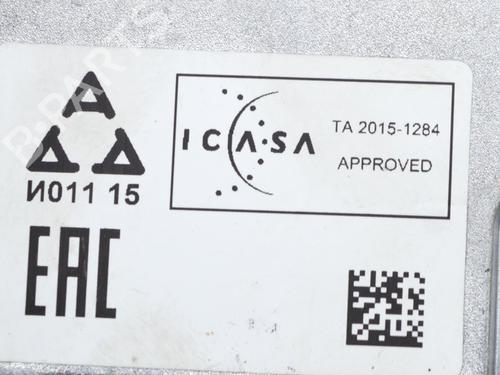 ICASA
TA 2015-1284
APPROVED
И011 15
EAC
B-PARTS